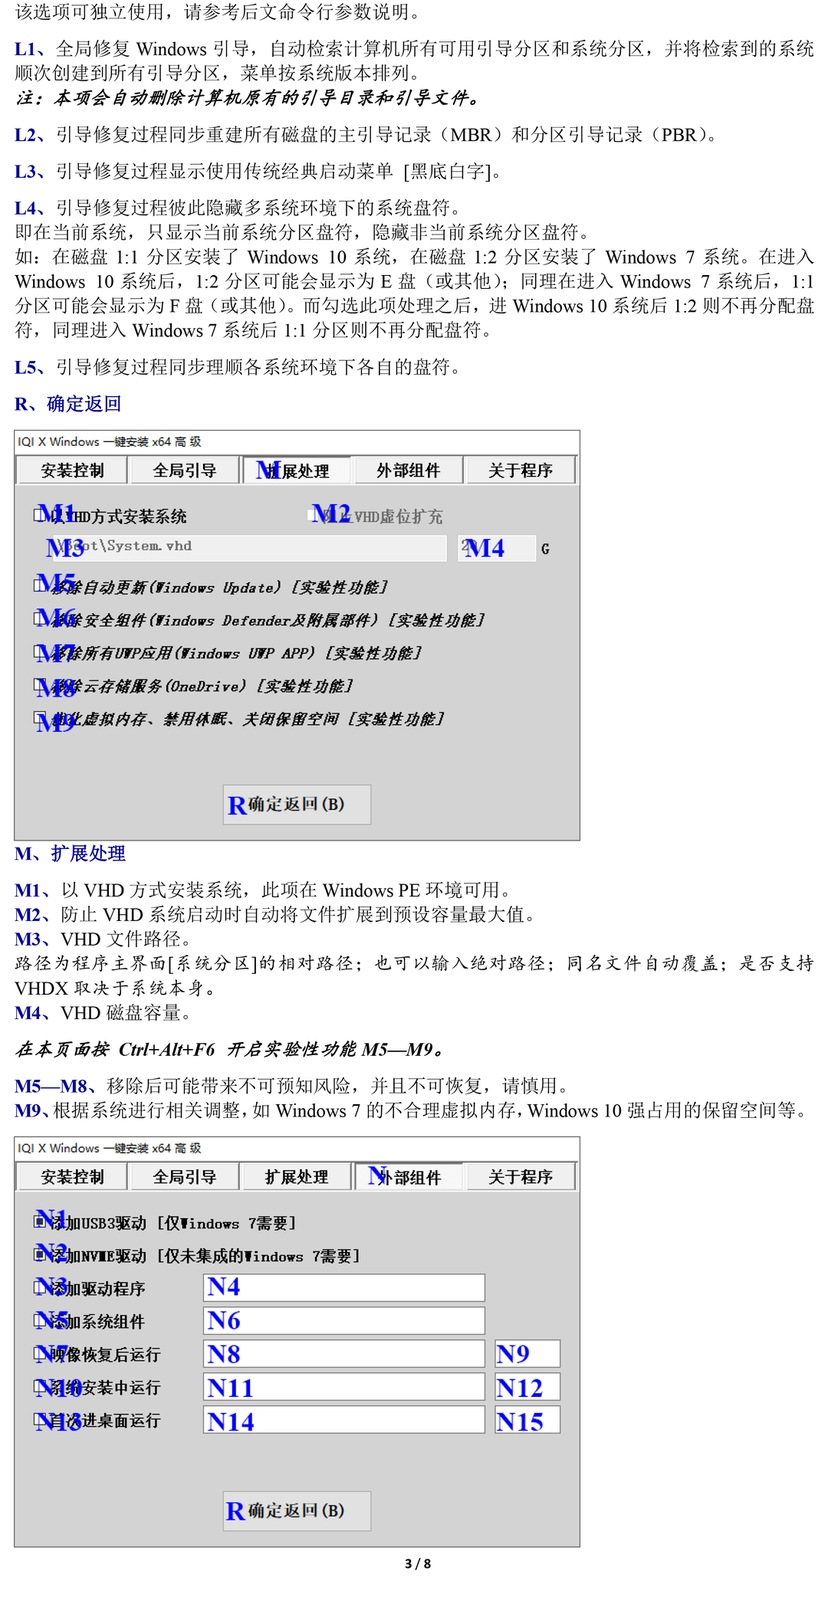 该选项可独立使用，请参考后文命令行参数说明。
L1、全局修复 Windows 引导，自动检索计算机所有可用引导分区和系统分区，并将检索到的系统
顺次创建到所有引导分区，菜单按系统版本排列。
注：本项会自动删除计算机原有的引导目录和引导文件。
L2、引导修复过程同步重建所有磁盘的主引导记录（MBR）和分区引导记录（PBR）。
L3、引导修复过程显示使用传统经典启动菜单 [黑底白字]。
L4、引导修复过程彼此隐藏多系统环境下的系统盘符。
即在当前系统，只显示当前系统分区盘符，隐藏非当前系统分区盘符。
如：在磁盘 1:1 分区安装了 Windows 10 系统，在磁盘 1:2 分区安装了 Windows 7 系统。在进入
Windows 10 系统后，1:2 分区可能会显示为 E 盘（或其他）；同理在进入 Windows 7 系统后，1:1
分区可能会显示为 F 盘（或其他）。而勾选此项处理之后，进 Windows 10 系统后 1:2 则不再分配盘
符，同理进入 Windows 7 系统后 1:1 分区则不再分配盘符。
L5、引导修复过程同步理顺各系统环境下各自的盘符。
R、确定返回
IQI X Windows 一键安装 x64 高 级
安装控制 全局引导 M 扩展处理 外部组件 关于程序
M1 以VHD方式安装系统 M2 VHD虚位扩充
M3 \Boot\System.vhd M4 G
M5 移除自动更新(Windows Update) [实验性功能]
M6 移除安全组件(Windows Defender及附属部件) [实验性功能]
M7 移除所有UWP应用(Windows UWP APP) [实验性功能]
M8 移除云存储服务(OneDrive) [实验性功能]
M9 优化虚拟内存、禁用休眠、关闭保留空间 [实验性功能]
R 确定返回(B)
M、扩展处理
M1、以 VHD 方式安装系统，此项在 Windows PE 环境可用。
M2、防止 VHD 系统启动时自动将文件扩展到预设容量最大值。
M3、VHD 文件路径。
路径为程序主界面[系统分区]的相对路径；也可以输入绝对路径；同名文件自动覆盖；是否支持
VHDX 取决于系统本身。
M4、VHD 磁盘容量。
在本页面按 Ctrl+Alt+F6 开启实验性功能 M5—M9。
M5—M8、移除后可能带来不可预知风险，并且不可恢复，请慎用。
M9、根据系统进行相关调整，如 Windows 7 的不合理虚拟内存，Windows 10 强占用的保留空间等。
IQI X Windows 一键安装 x64 高 级
安装控制 全局引导 扩展处理 N 外部组件 关于程序
N1 添加USB3驱动 [仅Windows 7需要]
N2 添加NVME驱动 [仅未集成的Windows 7需要]
N3 添加驱动程序 N4
N5 添加系统组件 N6
N7 映像恢复后运行 N8 N9
N10 系统安装中运行 N11 N12
N13 首次进桌面运行 N14 N15
R 确定返回(B)
3 / 8